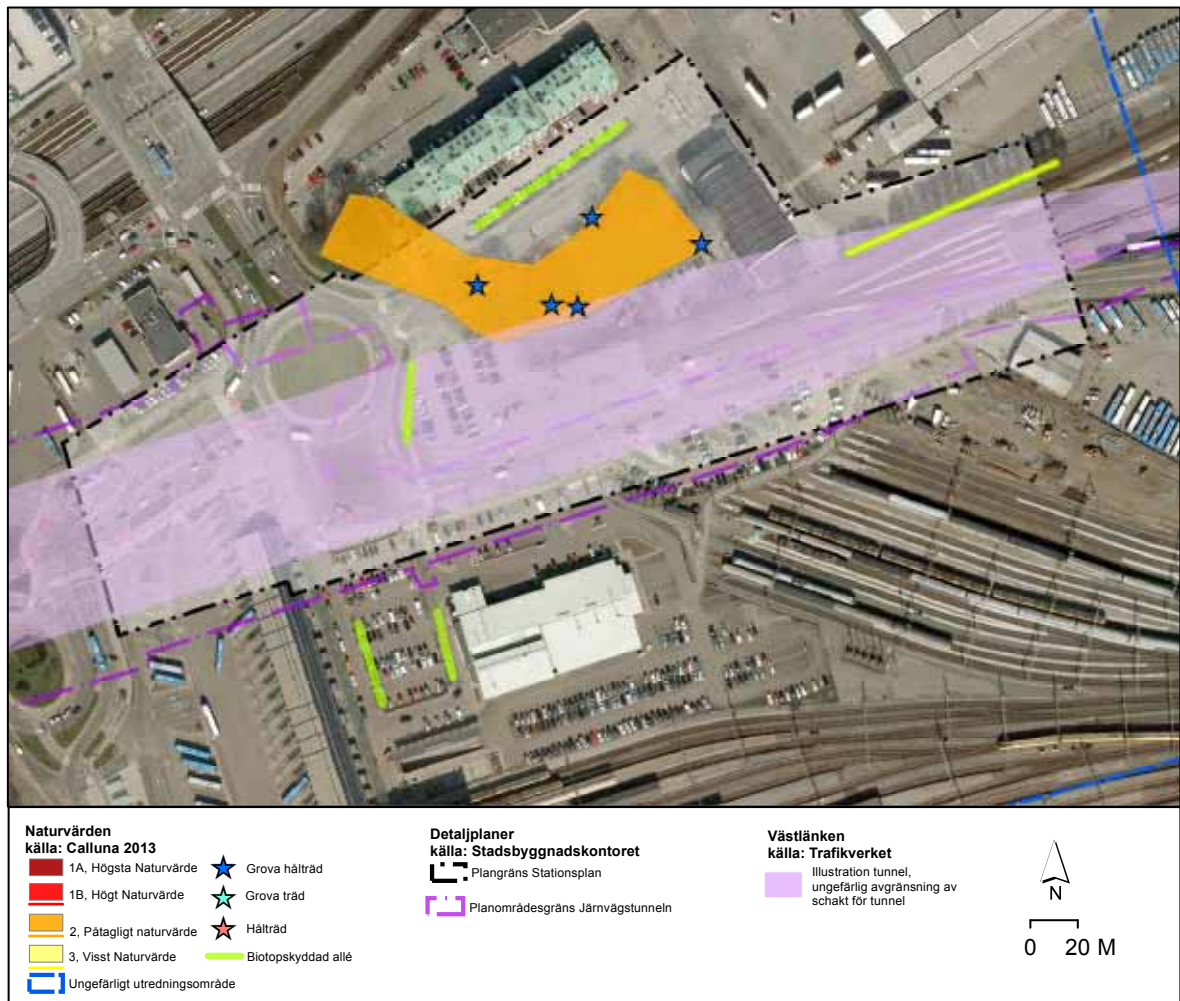 Naturvärden
källa: Calluna 2013
1A, Högsta Naturvärde
1B, Högt Naturvärde
2, Påtagligt naturvärde
3, Visst Naturvärde
Ungefärligt utredningsområde
Grova hålträd
Grova träd
Hålträd
Biotopskyddad allé
Detaljplaner
källa: Stadsbyggnadskontoret
Plangräns Stationsplan
Planområdesgräns Järnvägstunneln
Västlänken
källa: Trafikverket
Illustration tunnel,
ungefärlig avgränsning av
schakt för tunnel
N
0 20 M